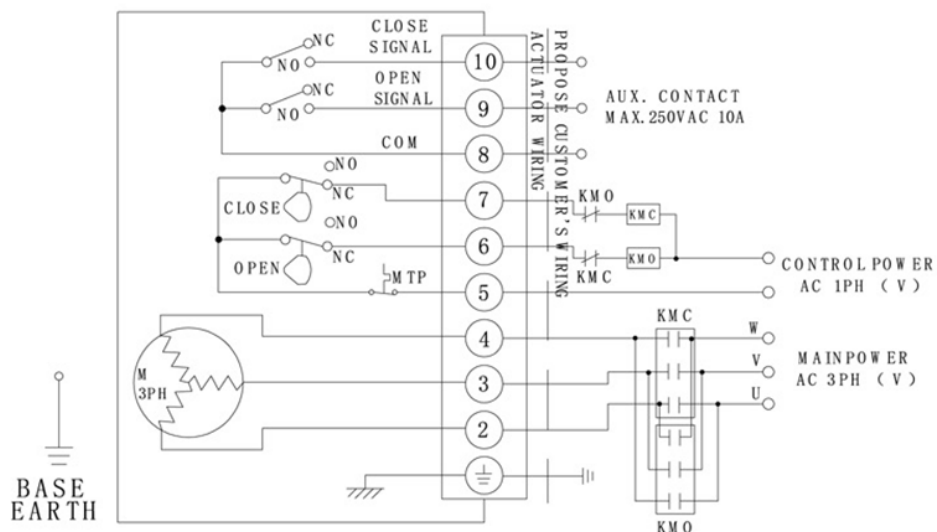 CLOSE
SIGNAL
NC
NO
10
OPEN
SIGNAL
NC
NO
9
COM
8
AUX. CONTACT
MAX.250VAC 10A
PROPOSE CUSTOMER'S WIRING
ACTUATOR WIRING
NO
NC
CLOSE
7
KMO
KMC
NO
NC
OPEN
6
KMC
KMO
MTP
5
CONTROL POWER
AC 1PH (V)
4
KMC
W
M
3PH
3
V
MAINPOWER
AC 3PH (V)
U
2
KMO
BASE
EARTH